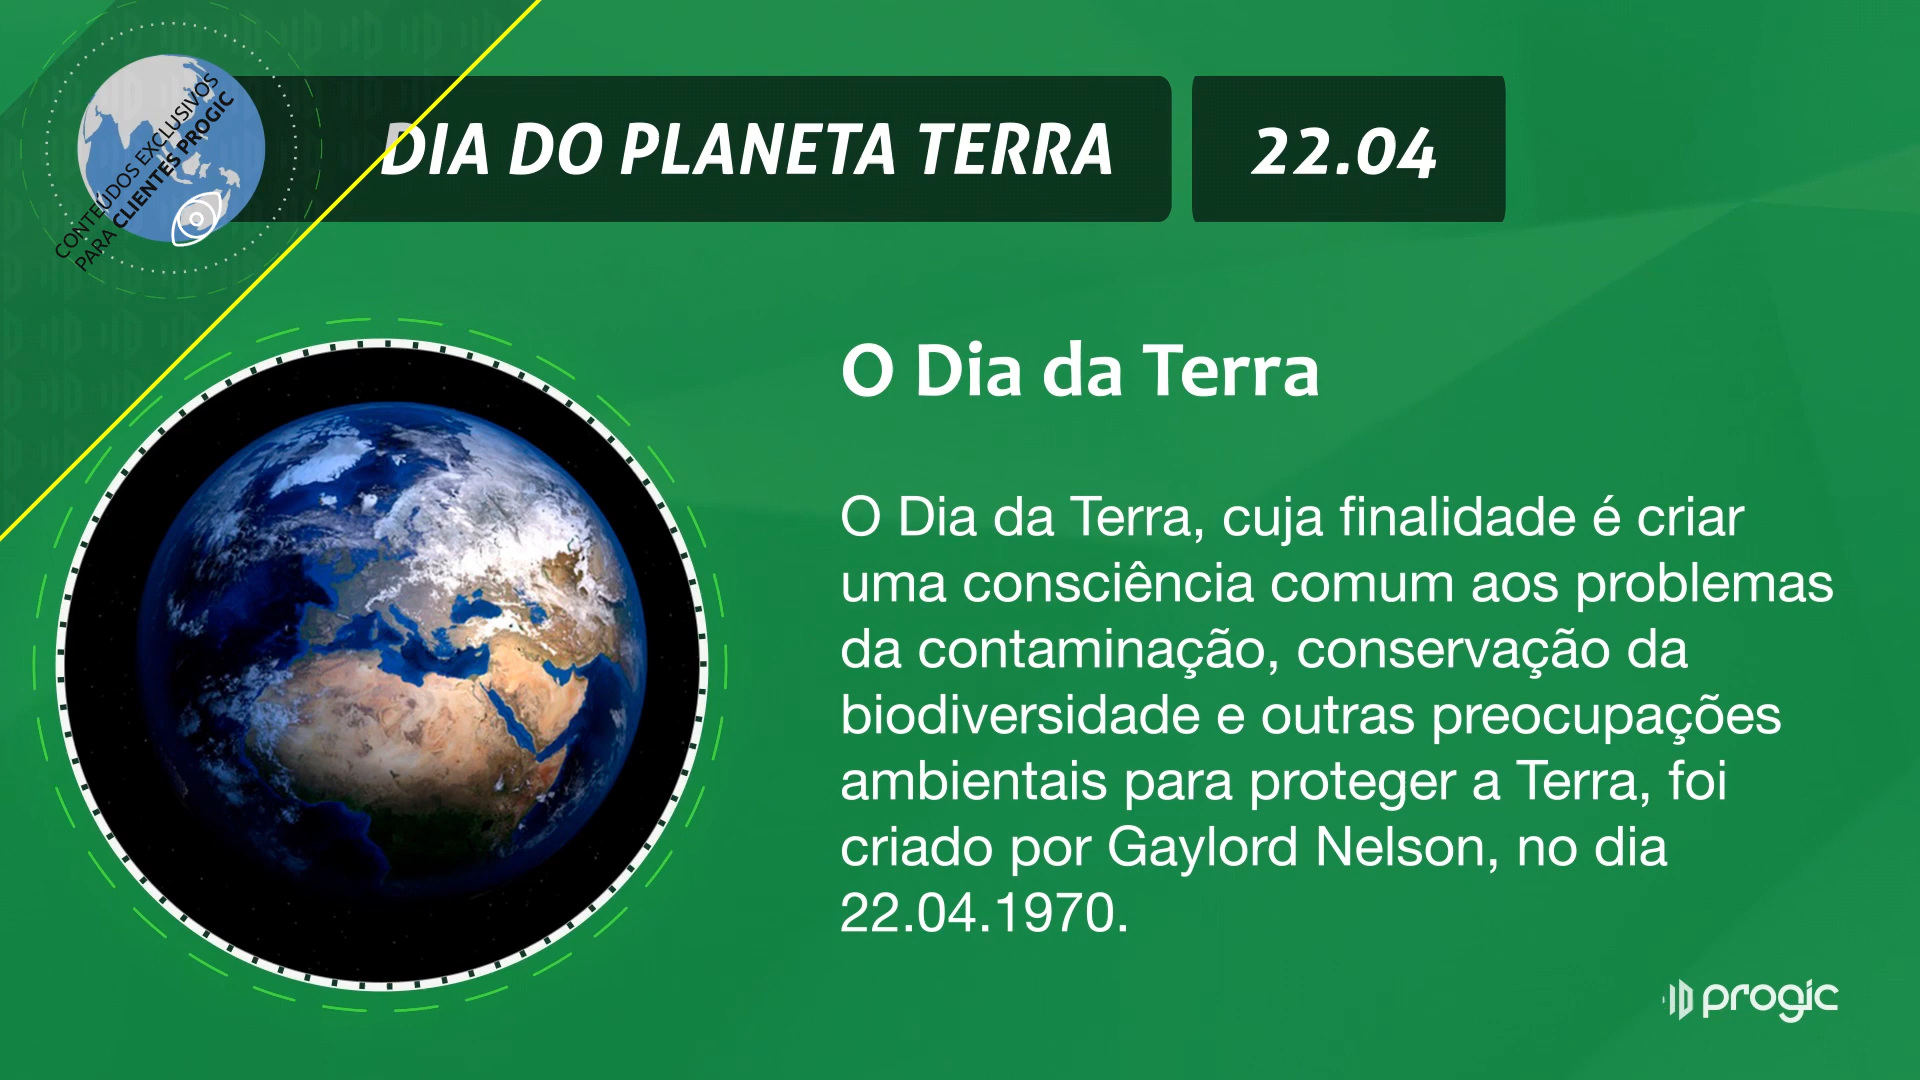 CONTEÚDOS EXCLUSIVOS
PARA CLIENTES PROGIC
DIA DO PLANETA TERRA
22.04
O Dia da Terra
O Dia da Terra, cuja finalidade é criar
uma consciência comum aos problemas
da contaminação, conservação da
biodiversidade e outras preocupações
ambientais para proteger a Terra, foi
criado por Gaylord Nelson, no dia
22.04.1970.
progic